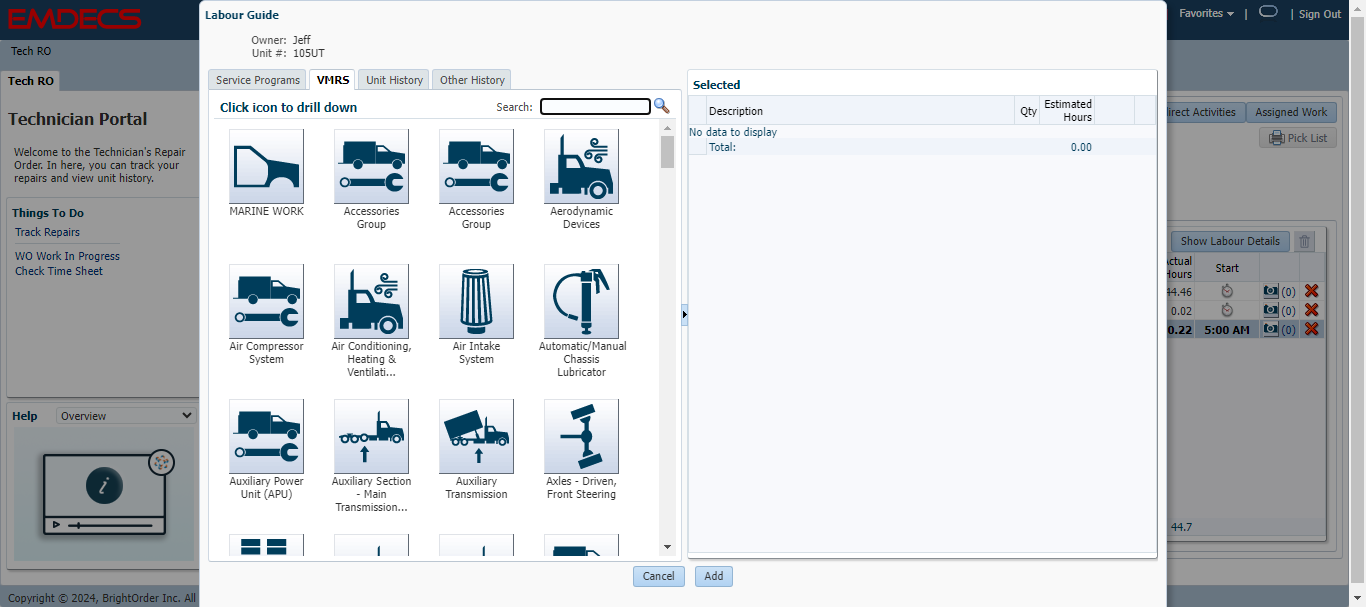 EMDECS
Favorites
|
| Sign Out
Tech RO
Tech RO
Technician Portal
Welcome to the Technician's Repair
Order. In here, you can track your
repairs and view unit history.
Things To Do
Track Repairs
WO Work In Progress
Check Time Sheet
Help
Overview
i
Copyright © 2024, BrightOrder Inc. All
Labour Guide
Owner: Jeff
Unit #: 105UT
Service Programs
VMRS
Unit History
Other History
Click icon to drill down
Search:
MARINE WORK
Accessories
Group
Accessories
Group
Aerodynamic
Devices
Air Compressor
System
Air Conditioning,
Heating &
Ventilati...
Air Intake
System
Automatic/Manual
Chassis
Lubricator
Auxiliary Power
Unit (APU)
Auxiliary Section
- Main
Transmission...
Auxiliary
Transmission
Axles - Driven,
Front Steering
Selected
Description
Qty
Estimated
Hours
No data to display
Total:
0.00
Cancel
Add
direct Activities
Assigned Work
Pick List
Show Labour Details
Actual
Hours
Start
44.46
(0)
0.02
(0)
0.22
5:00 AM
(0)
44.7